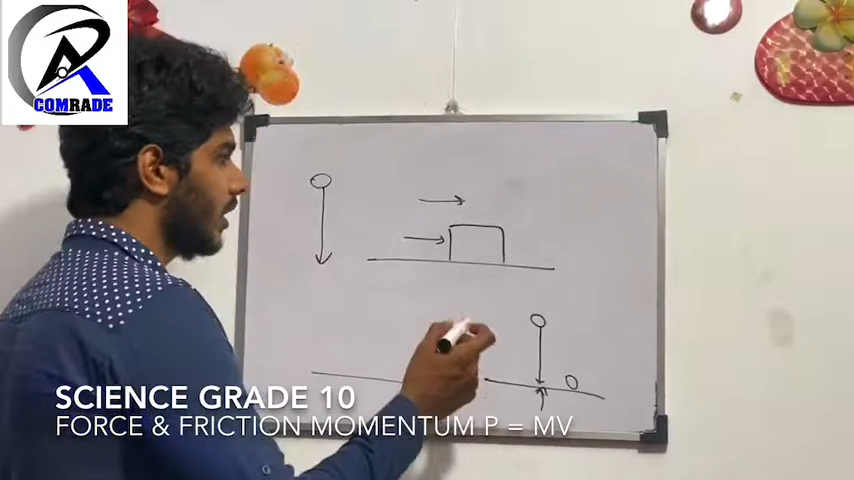 COMRADE
SCIENCE GRADE 10
FORCE & FRICTION MOMENTUM P = MV